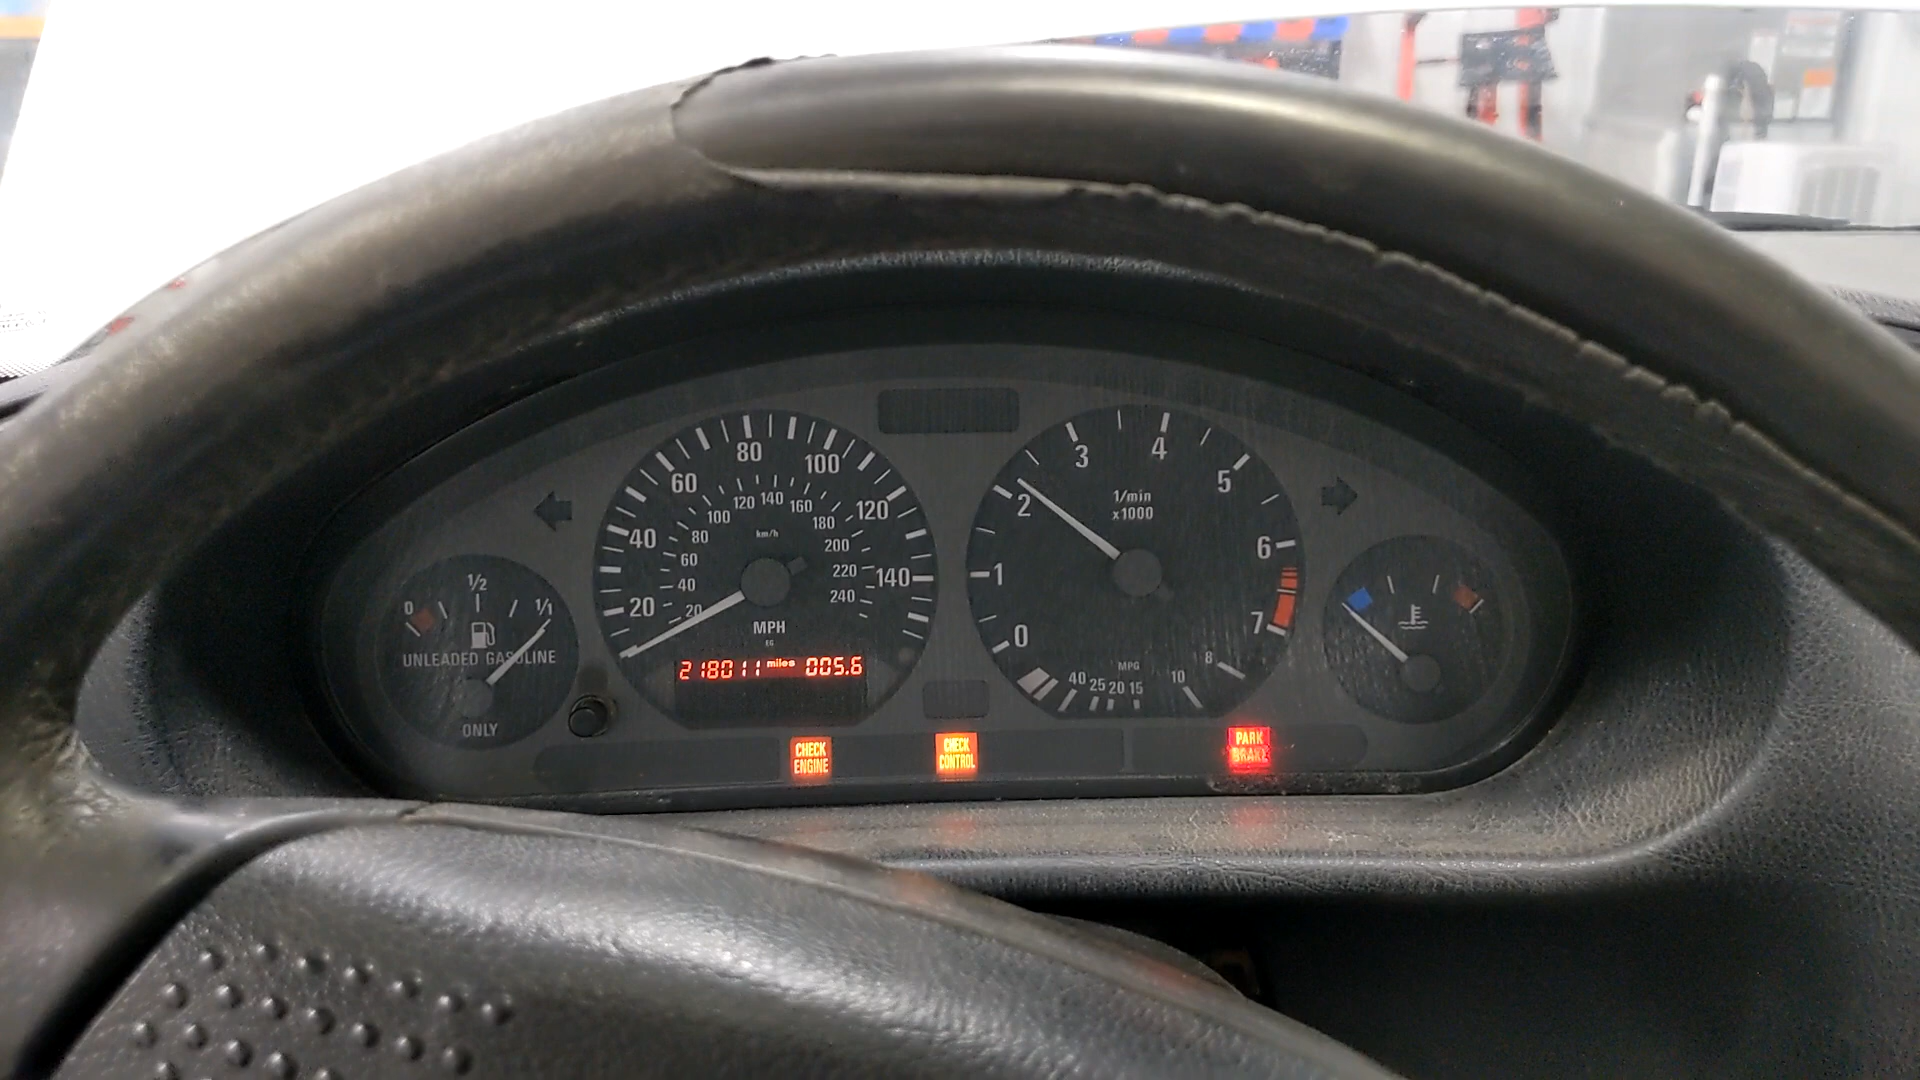 80
60
100
40
120
20
140
120
140
160
100
180
80
200
60
220
40
240
20
km/h
MPH
218011 miles 005.6
3
4
2
5
1
6
0
7
1/min
x1000
MPG
40
25
20
15
10
8
0
1/2
1/1
UNLEADED GASOLINE
ONLY
CHECK
ENGINE
CHECK
CONTROL
PARK
BRAKE